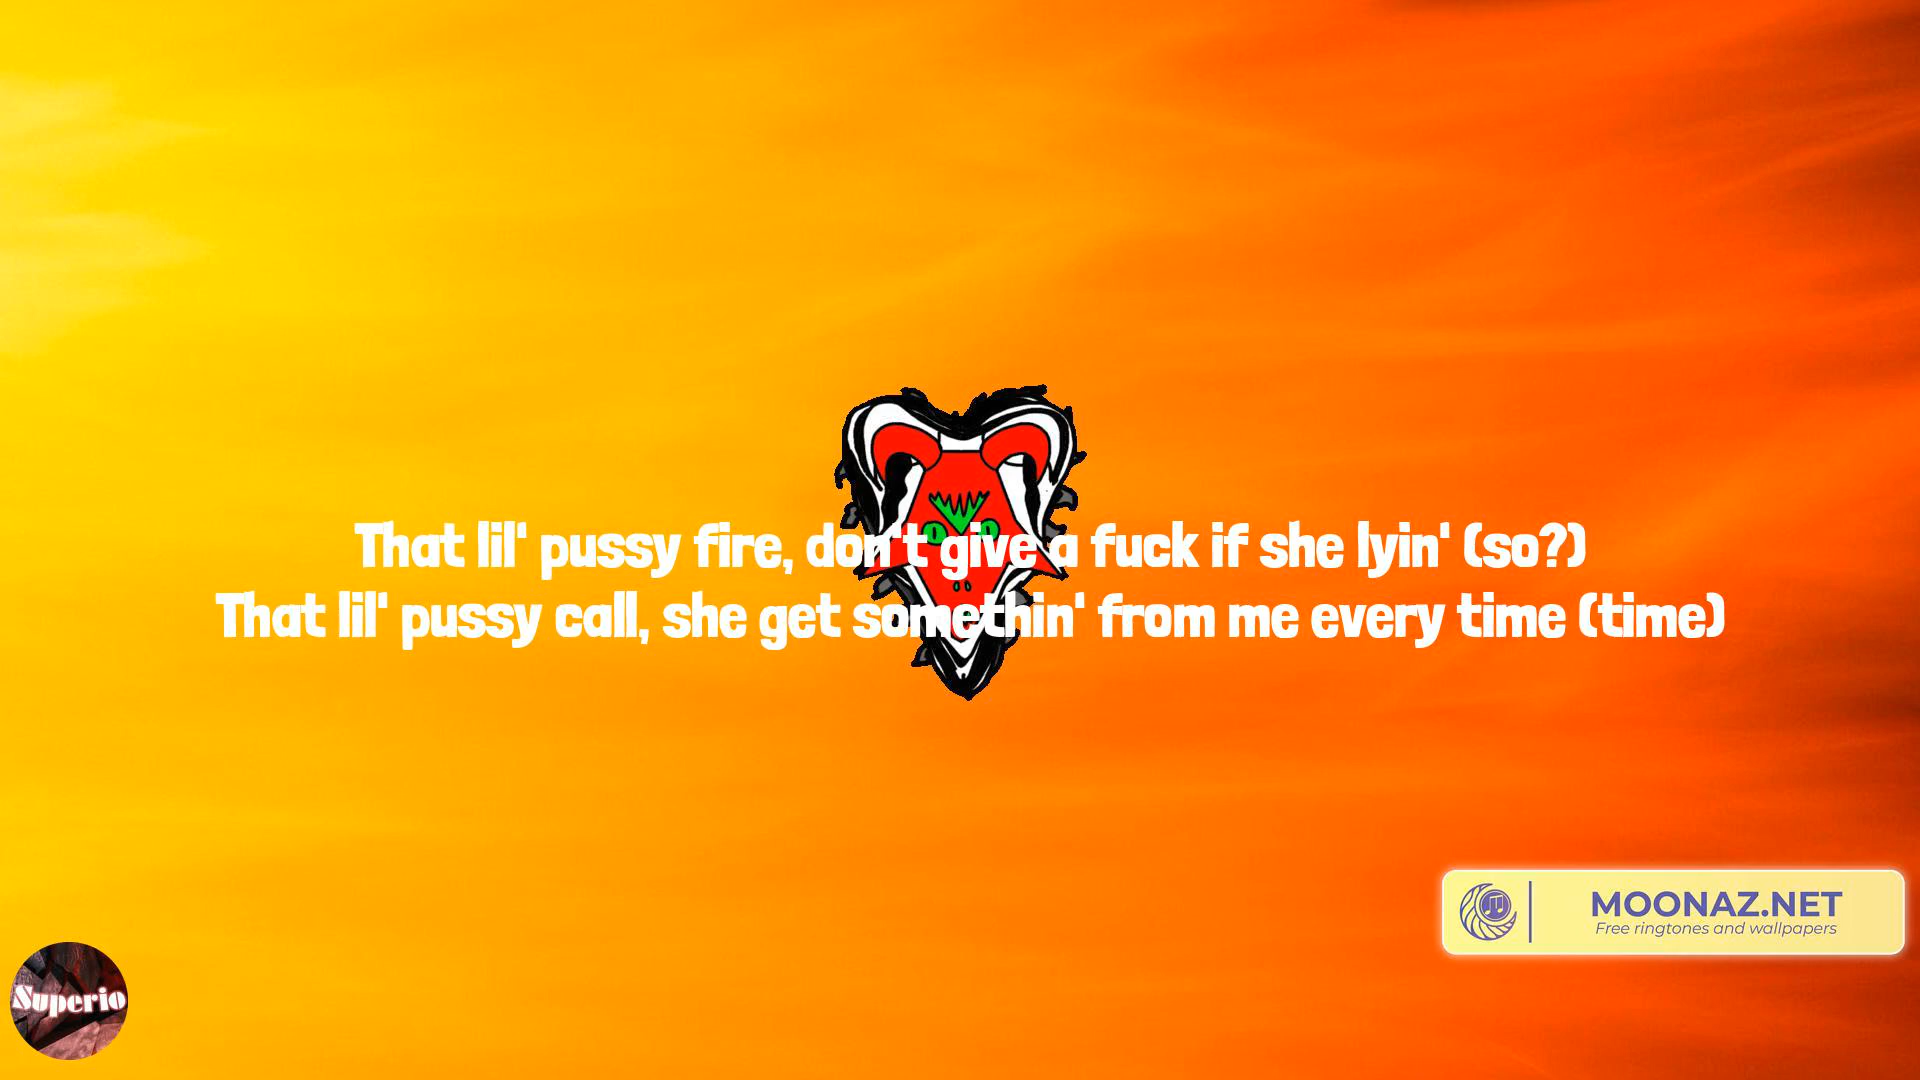 That lil' pussy fire, don't give a fuck if she lyin' (so?)
That lil' pussy call, she get somethin' from me every time (time)
MOONAZ.NET
Free ringtones and wallpapers
Superio